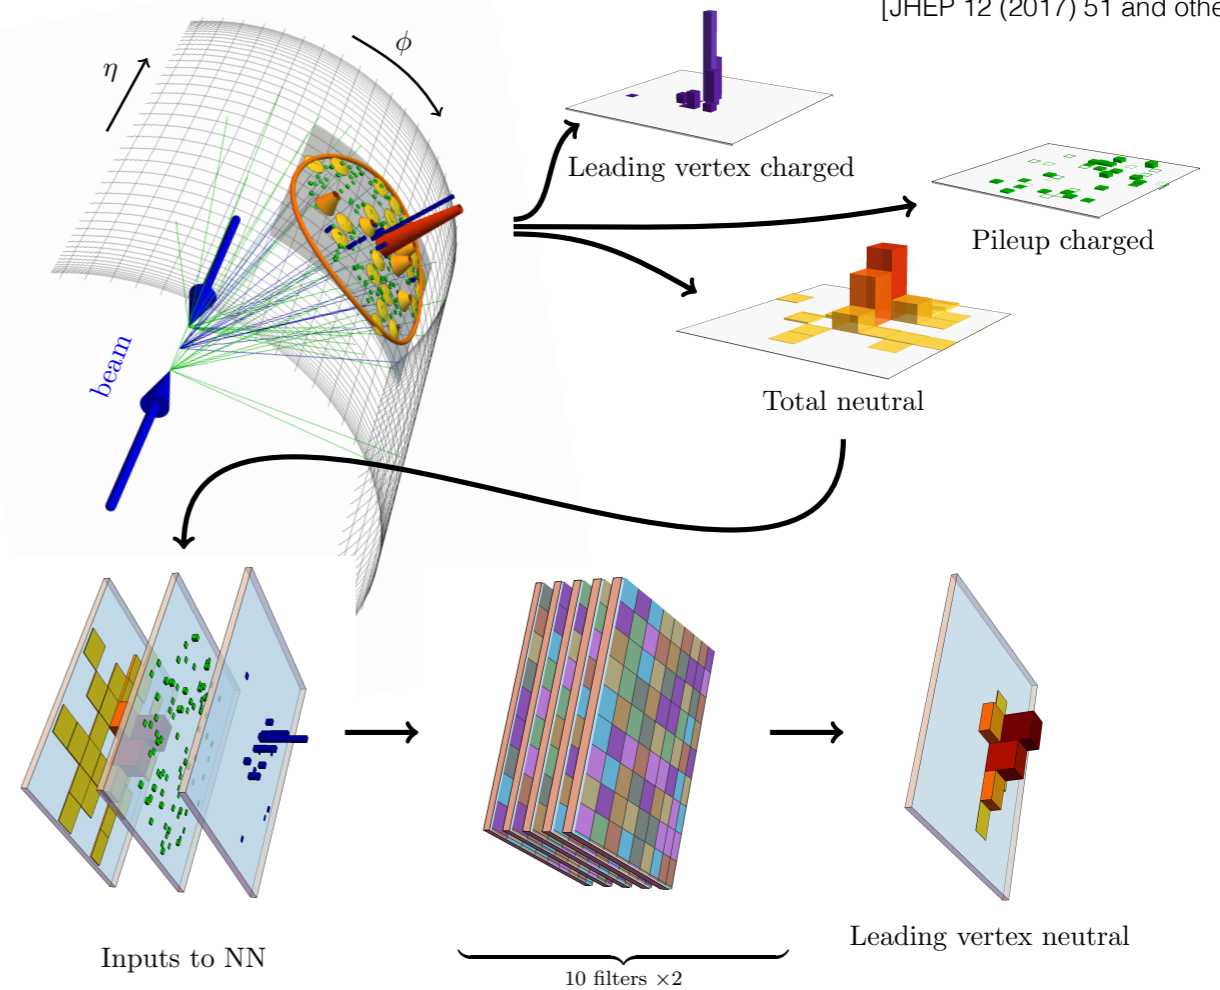 [JHEP 12 (2017) 51 and othe
ϕ
η
Leading vertex charged
Pileup charged
beam
Total neutral
Leading vertex neutral
Inputs to NN
10 filters ×2